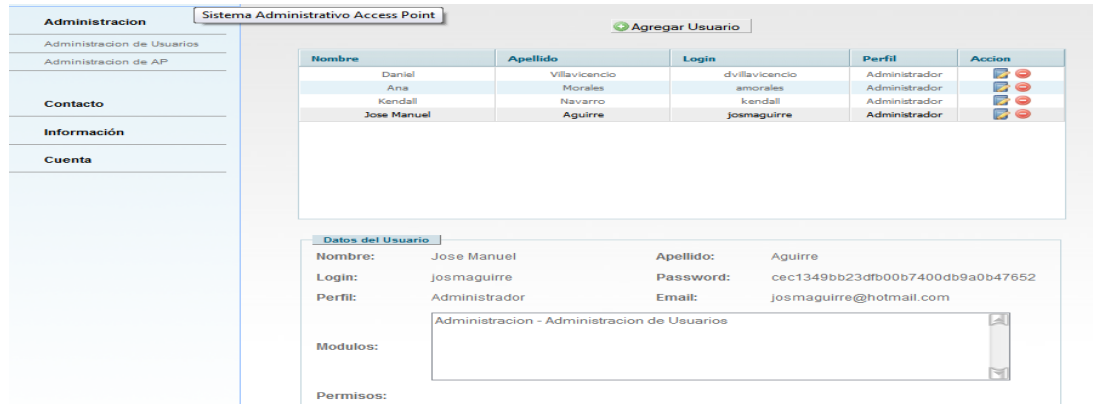 Administracion
Sistema Administrativo Access Point
Administracion de Usuarios
Administracion de AP
Contacto
Información
Cuenta
Agregar Usuario
Nombre Apellido Login Perfil Accion
Daniel Villavicencio dvillavicencio Administrador
Ana Morales amorales Administrador
Kendall Navarro kendall Administrador
Jose Manuel Aguirre josmaguirre Administrador
Datos del Usuario
Nombre: Jose Manuel Apellido: Aguirre
Login: josmaguirre Password: cec1349bb23dfb00b7400db9a0b47652
Perfil: Administrador Email: josmaguirre@hotmail.com
Administracion - Administracion de Usuarios
Modulos:
Permisos: